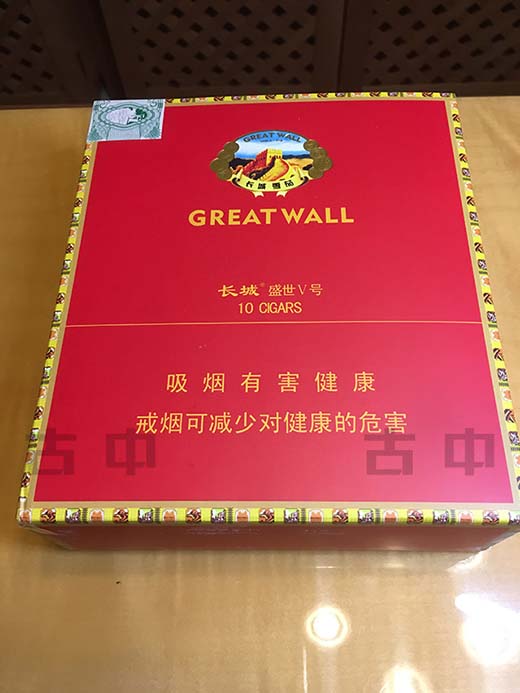 GREAT WALL
长城雪茄
GREAT WALL
长城® 盛世V号
10 CIGARS
吸烟有害健康
戒烟可减少对健康的危害
古中 古中